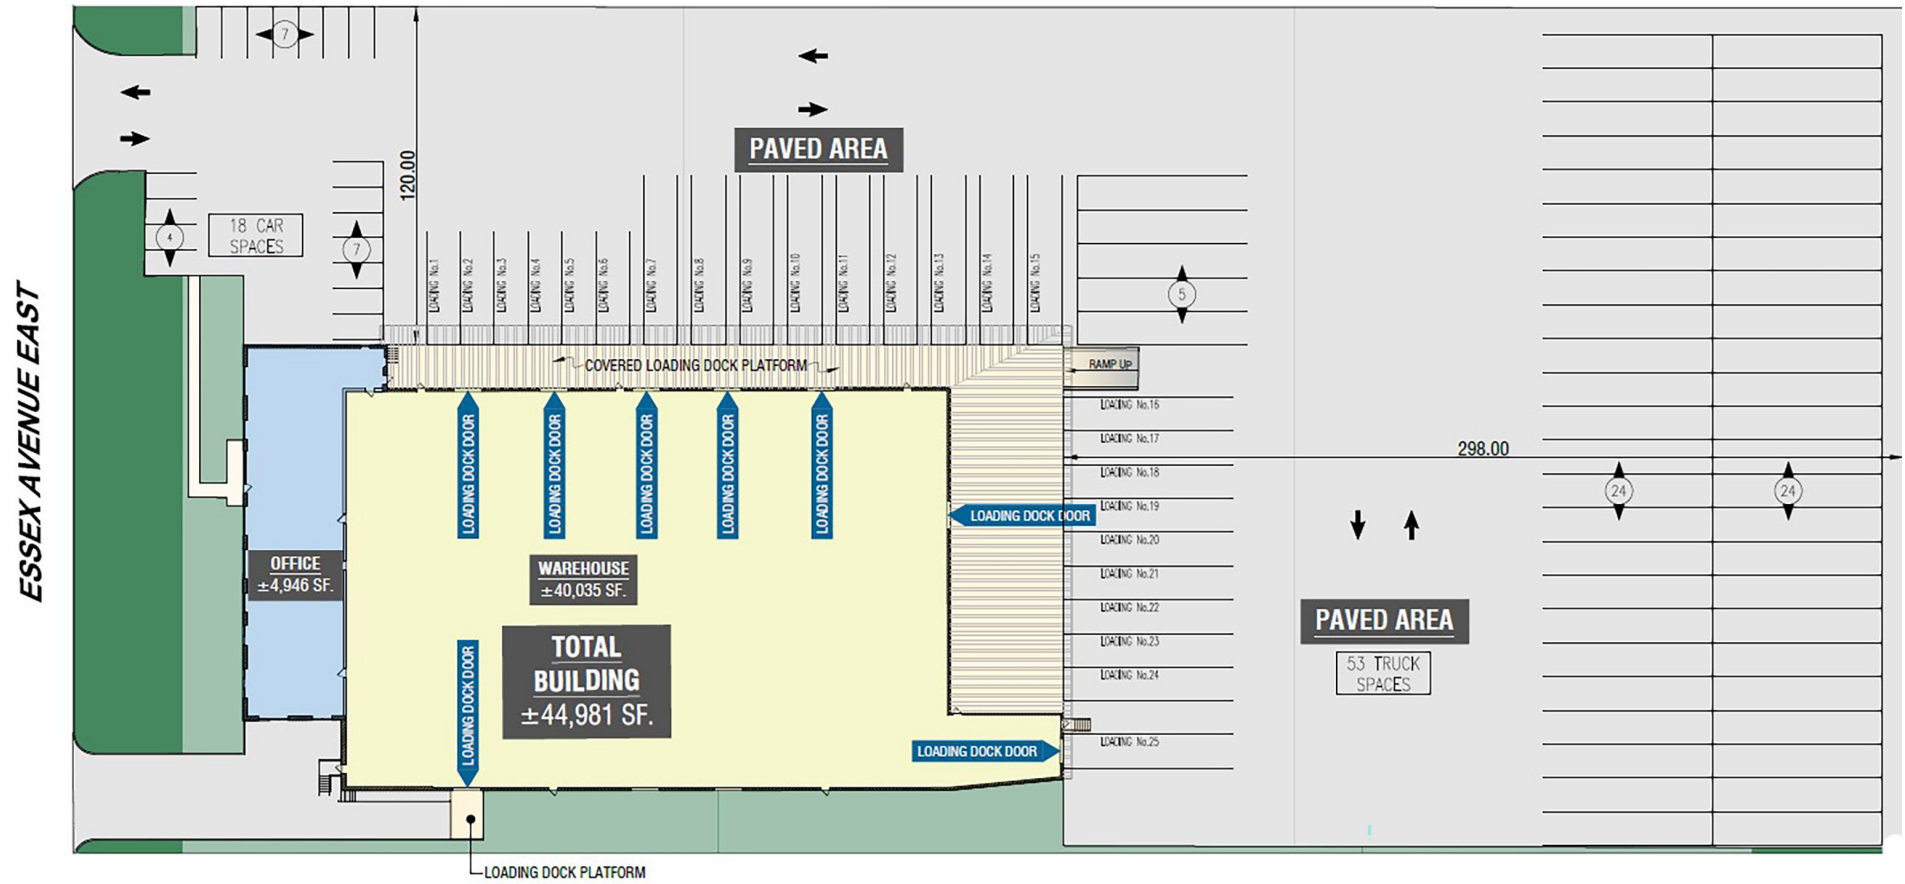 7
120.00
PAVED AREA
18 CAR
SPACES
4
7
LOADING No.1
LOADING No.2
LOADING No.3
LOADING No.4
LOADING No.5
LOADING No.6
LOADING No.7
LOADING No.8
LOADING No.9
LOADING No.10
LOADING No.11
LOADING No.12
LOADING No.13
LOADING No.14
LOADING No.15
5
ESSEX AVENUE EAST
COVERED LOADING DOCK PLATFORM
RAMP UP
LOADING No.16
LOADING No.17
LOADING No.18
LOADING No.19
LOADING No.20
LOADING No.21
LOADING No.22
LOADING No.23
LOADING No.24
LOADING No.25
298.00
24
24
LOADING DOCK DOOR
LOADING DOCK DOOR
LOADING DOCK DOOR
LOADING DOCK DOOR
LOADING DOCK DOOR
LOADING DOCK DOOR
OFFICE
±4,946 SF.
WAREHOUSE
±40,035 SF.
TOTAL
BUILDING
±44,981 SF.
LOADING DOCK DOOR
LOADING DOCK DOOR
PAVED AREA
53 TRUCK
SPACES
LOADING DOCK PLATFORM